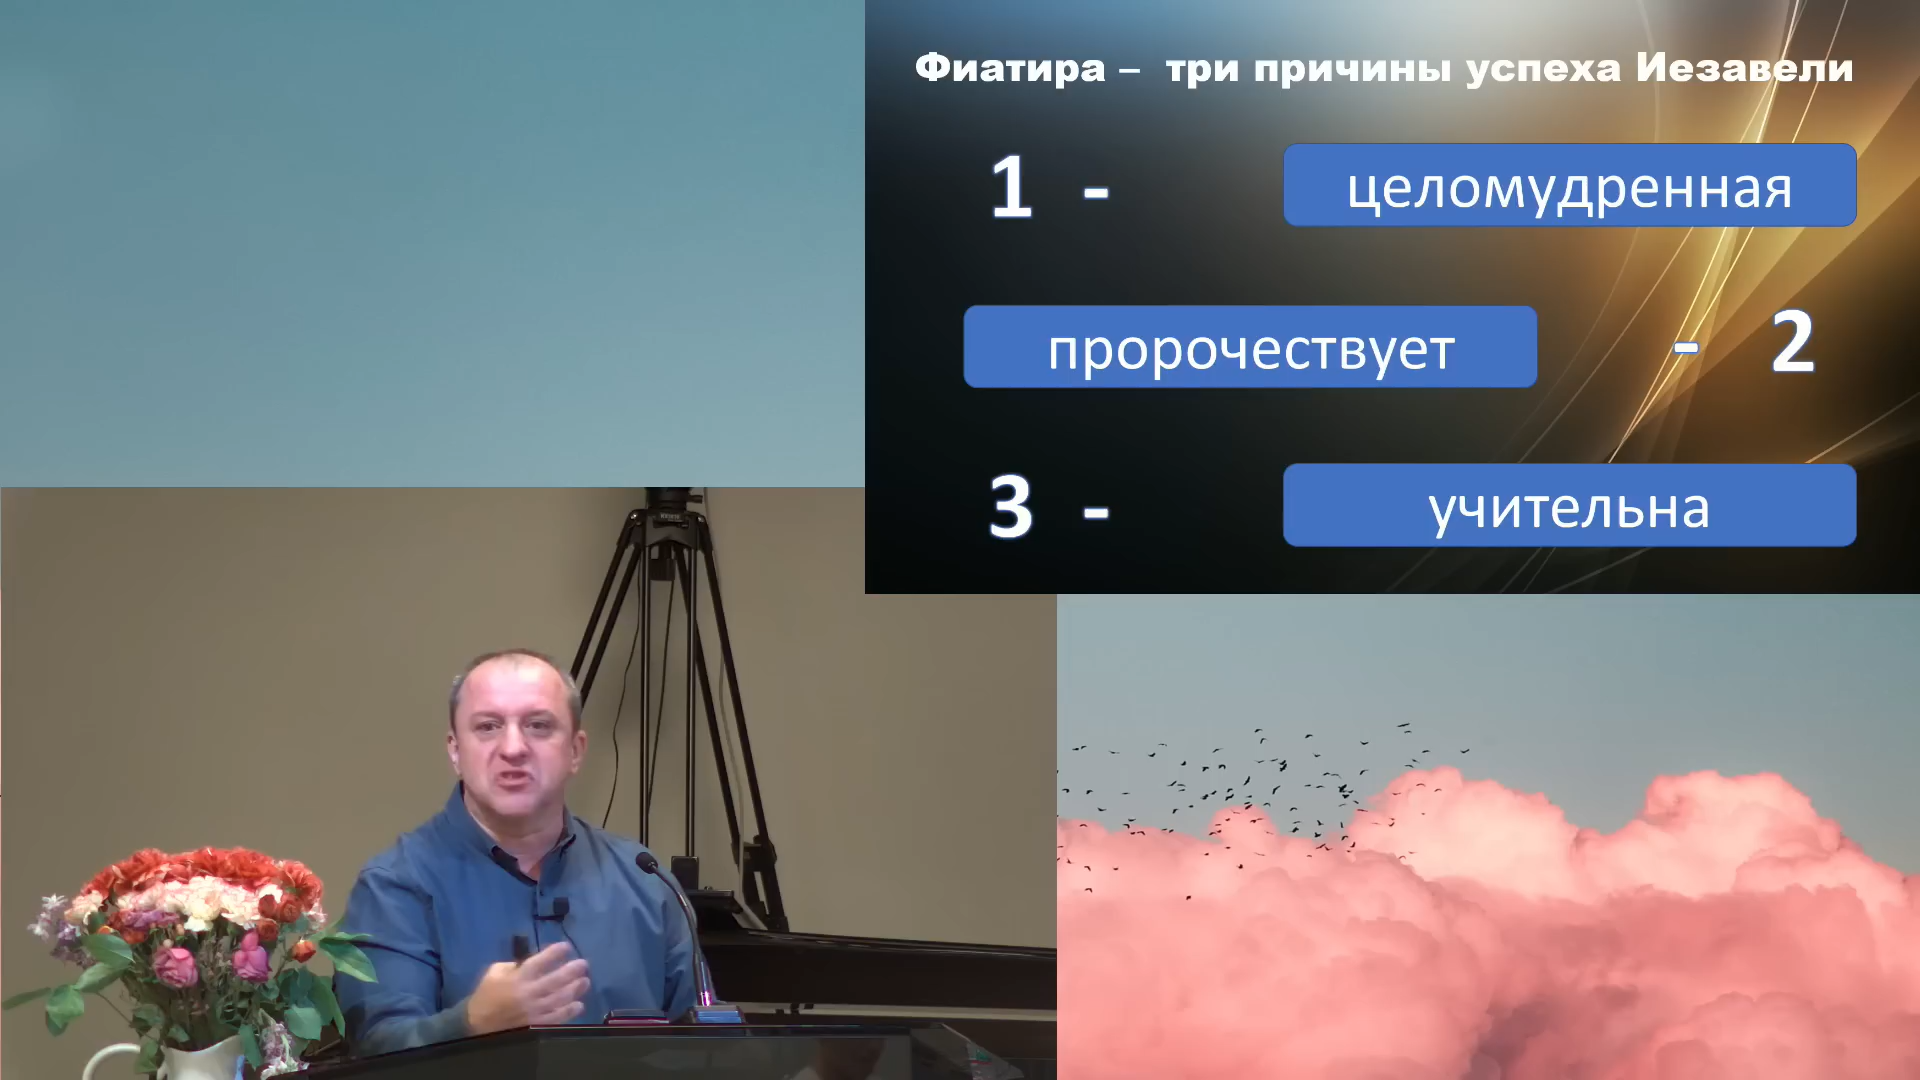 Фиатира – три причины успеха Иезавели
1 - целомудренная
пророчествует - 2
3 - учительна